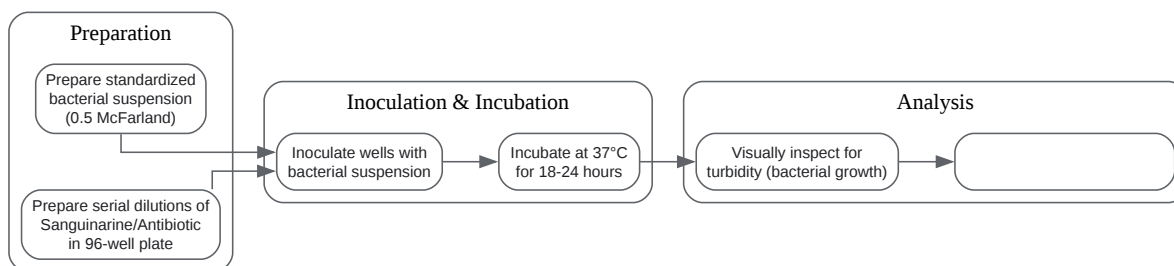 Preparation
Prepare standardized
bacterial suspension
(0.5 McFarland)
Prepare serial dilutions of
Sanguinarine/Antibiotic
in 96-well plate
Inoculation & Incubation
Inoculate wells with
bacterial suspension
Incubate at 37°C
for 18-24 hours
Analysis
Visually inspect for
turbidity (bacterial growth)